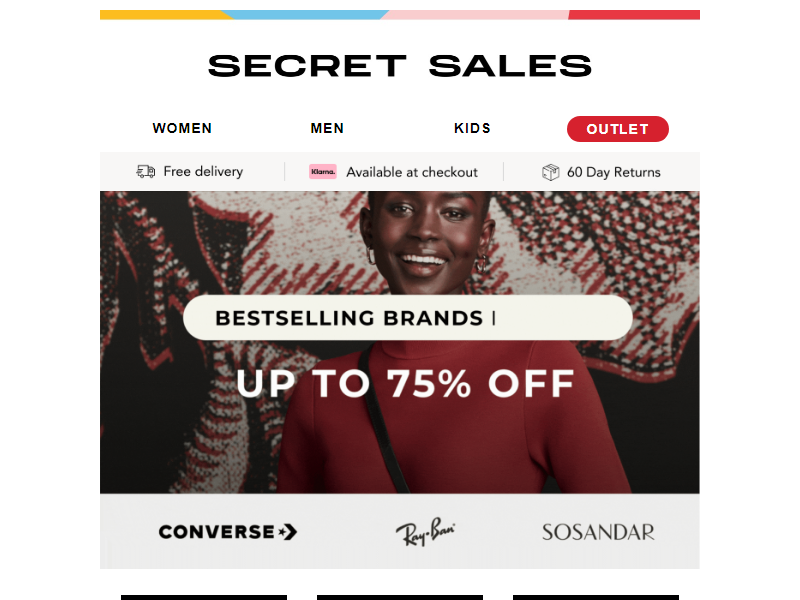 SECRET SALES
WOMEN MEN KIDS OUTLET
Free delivery Klarna. Available at checkout 60 Day Returns
BESTSELLING BRANDS
UP TO 75% OFF
CONVERSE Ray-Ban SOSANDAR